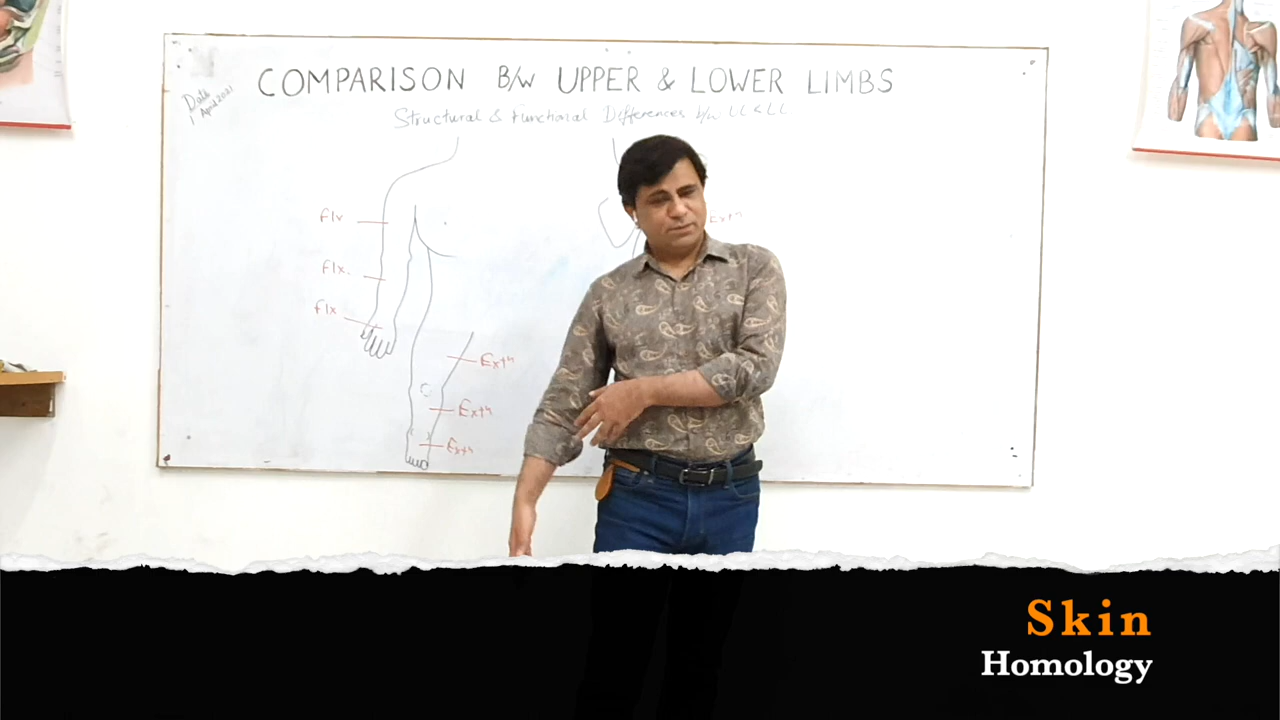 COMPARISON B/W UPPER & LOWER LIMBS
Date
1 April 2021
Structural & Functional Differences b/w UL & LL
Flx
Extn
Flx.
Flx
Extn
Extn
Extn
Skin
Homology